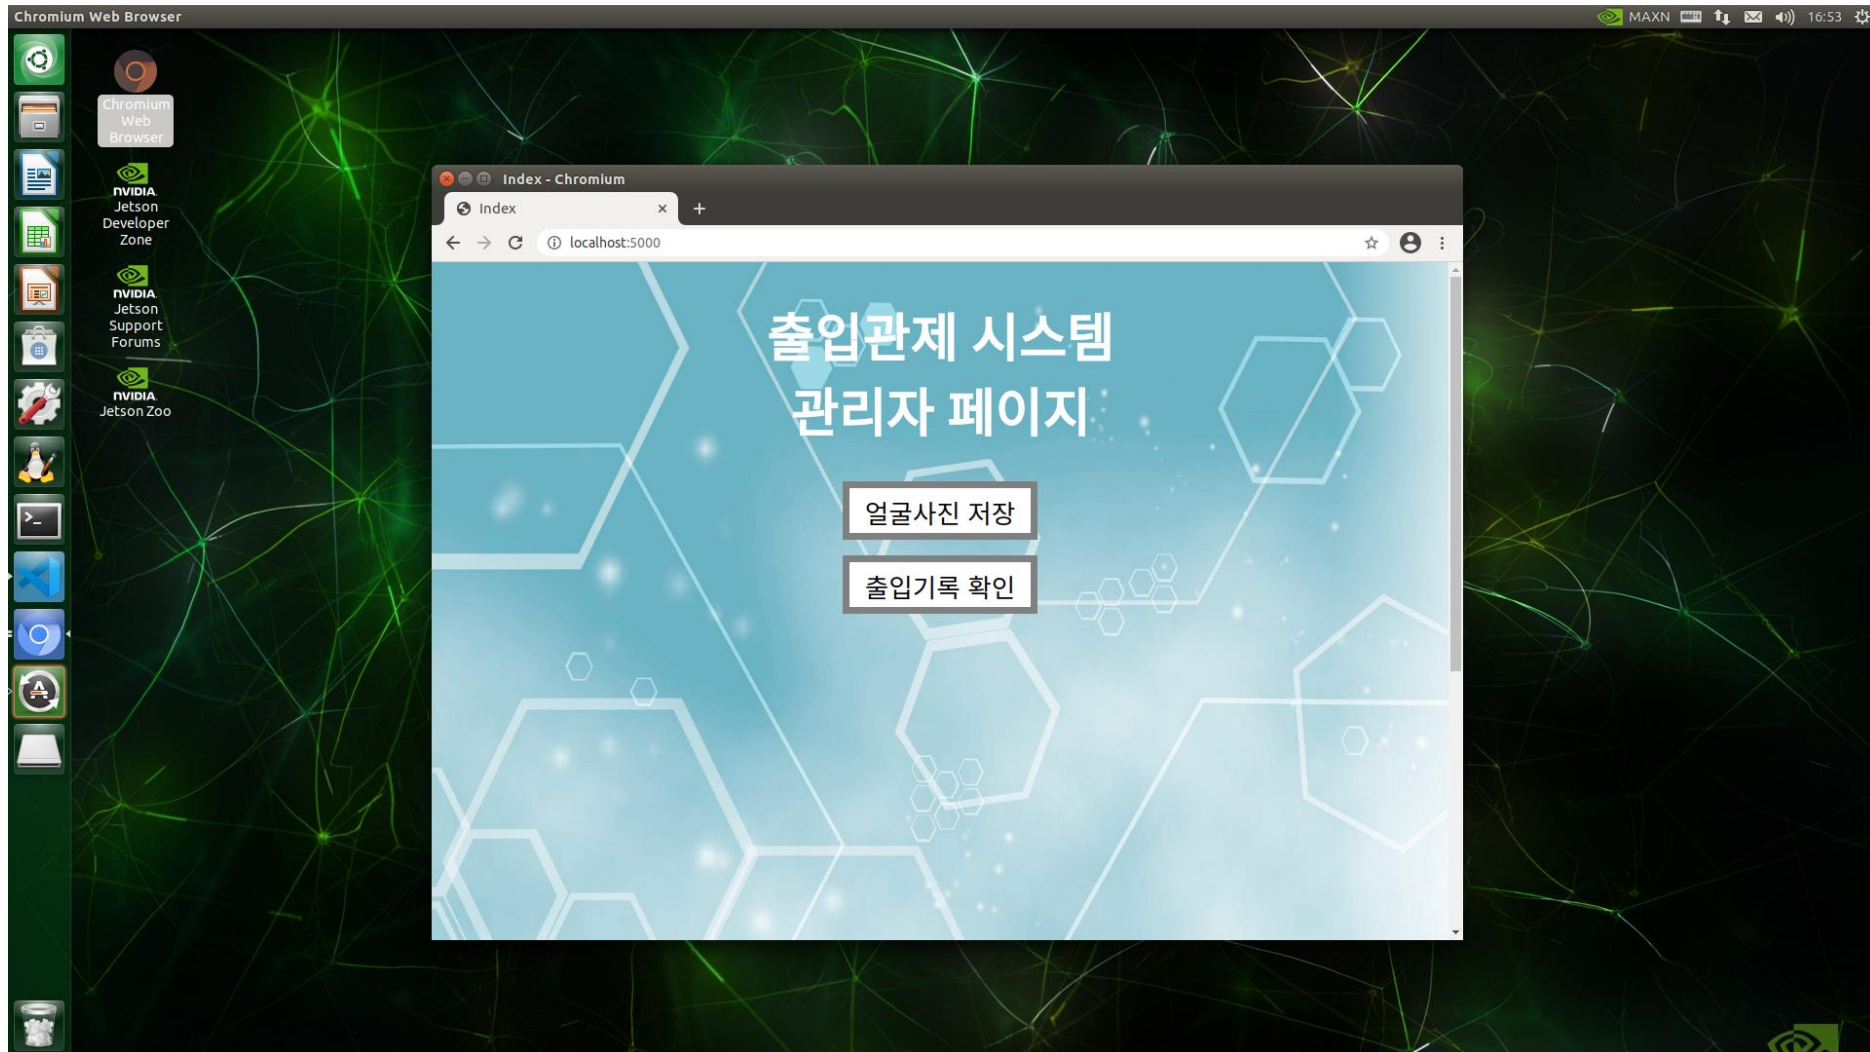 Chromium Web Browser
MAXN
16:53
Chromium
Web
Browser
NVIDIA.
Jetson
Developer
Zone
NVIDIA.
Jetson
Support
Forums
NVIDIA.
Jetson Zoo
Index - Chromium
Index
localhost:5000
출입관제 시스템
관리자 페이지
얼굴사진 저장
출입기록 확인